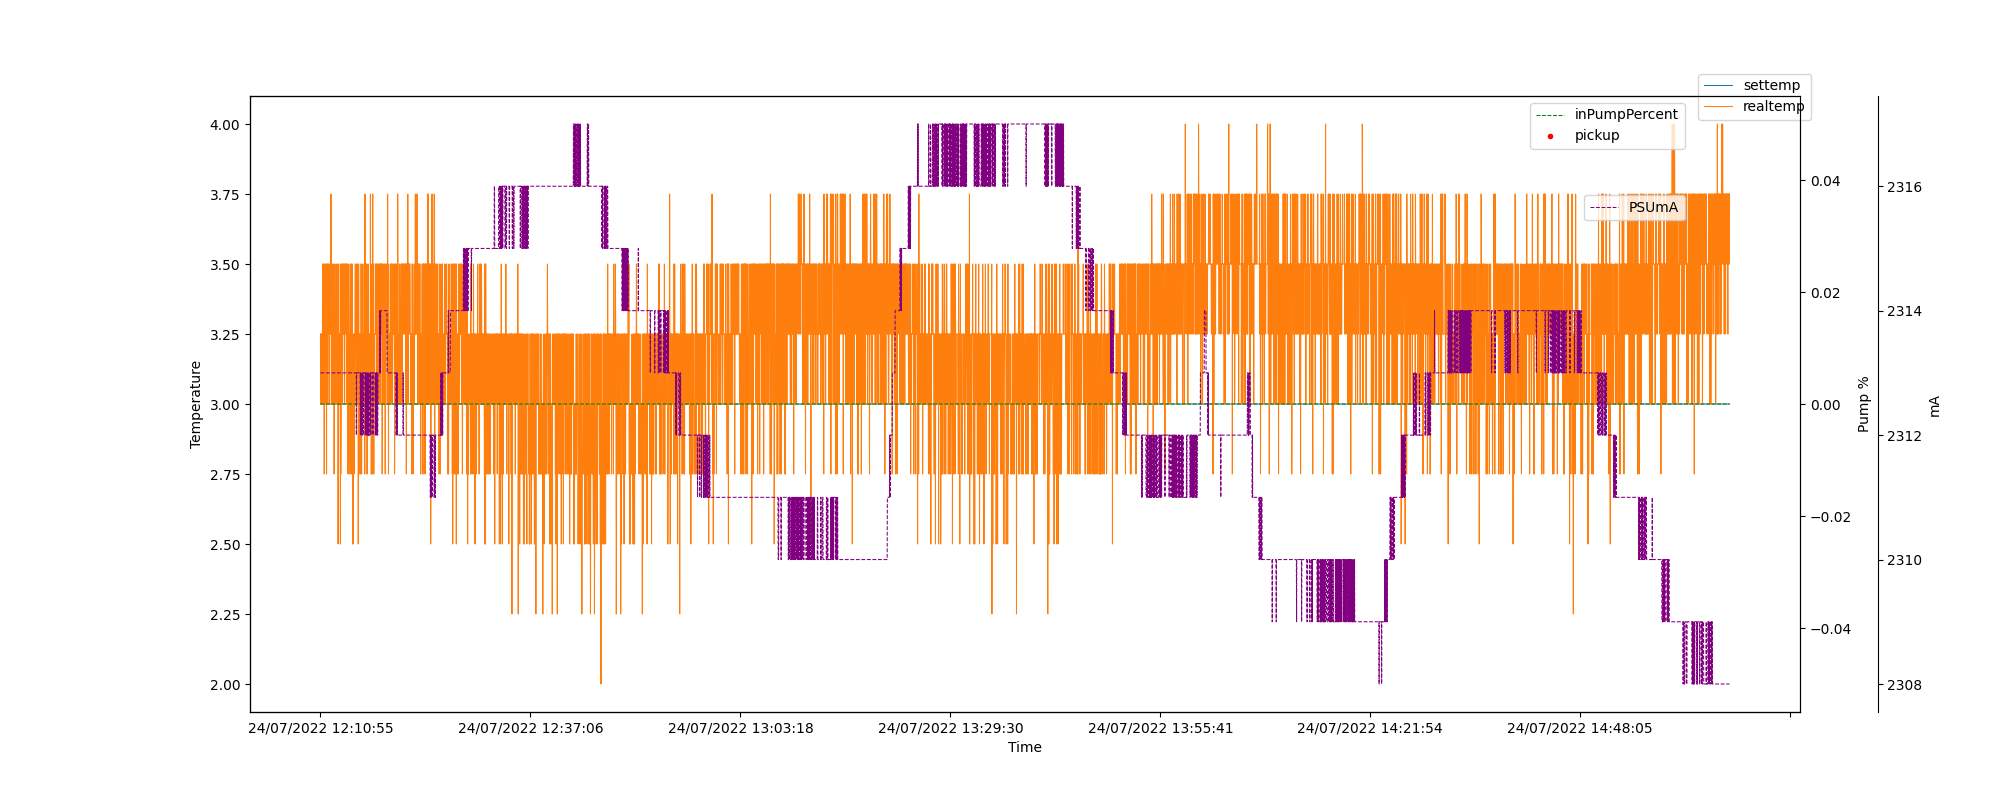 settemp
realtemp
inPumpPercent
pickup
PSUmA
4.00
3.75
3.50
3.25
3.00
2.75
2.50
2.25
2.00
Temperature
0.04
0.02
0.00
−0.02
−0.04
Pump %
2316
2314
2312
2310
2308
mA
24/07/2022 12:10:55
24/07/2022 12:37:06
24/07/2022 13:03:18
24/07/2022 13:29:30
24/07/2022 13:55:41
24/07/2022 14:21:54
24/07/2022 14:48:05
Time